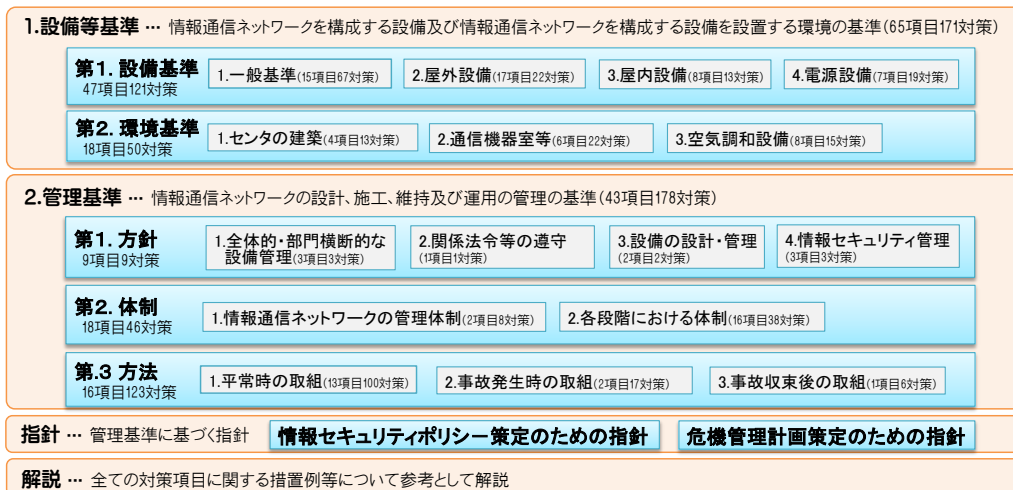 1.設備等基準 … 情報通信ネットワークを構成する設備及び情報通信ネットワークを構成する設備を設置する環境の基準(65項目171対策)
第1. 設備基準
47項目121対策
1.一般基準(15項目67対策)
2.屋外設備(17項目22対策)
3.屋内設備(8項目13対策)
4.電源設備(7項目19対策)
第2. 環境基準
18項目50対策
1.センタの建築(4項目13対策)
2.通信機器室等(6項目22対策)
3.空気調和設備(8項目15対策)
2.管理基準 … 情報通信ネットワークの設計、施工、維持及び運用の管理の基準(43項目178対策)
第1. 方針
9項目9対策
1.全体的・部門横断的な
設備管理(3項目3対策)
2.関係法令等の遵守
(1項目1対策)
3.設備の設計・管理
(2項目2対策)
4.情報セキュリティ管理
(3項目3対策)
第2. 体制
18項目46対策
1.情報通信ネットワークの管理体制(2項目8対策)
2.各段階における体制(16項目38対策)
第.3 方法
16項目123対策
1.平常時の取組(13項目100対策)
2.事故発生時の取組(2項目17対策)
3.事故収束後の取組(1項目6対策)
指針 … 管理基準に基づく指針
情報セキュリティポリシー策定のための指針
危機管理計画策定のための指針
解説 … 全ての対策項目に関する措置例等について参考として解説